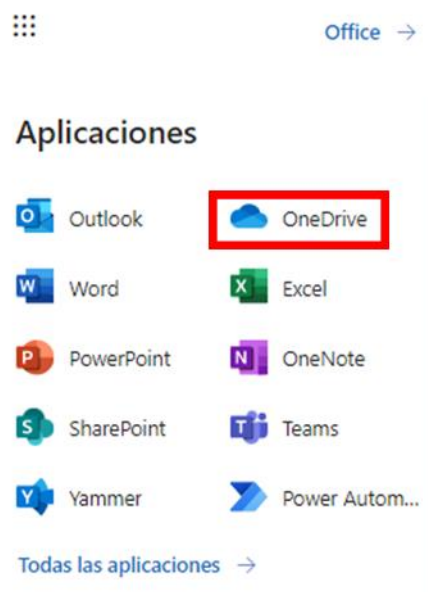 Office →
Aplicaciones
Outlook
OneDrive
Word
Excel
PowerPoint
OneNote
SharePoint
Teams
Yammer
Power Autom...
Todas las aplicaciones →